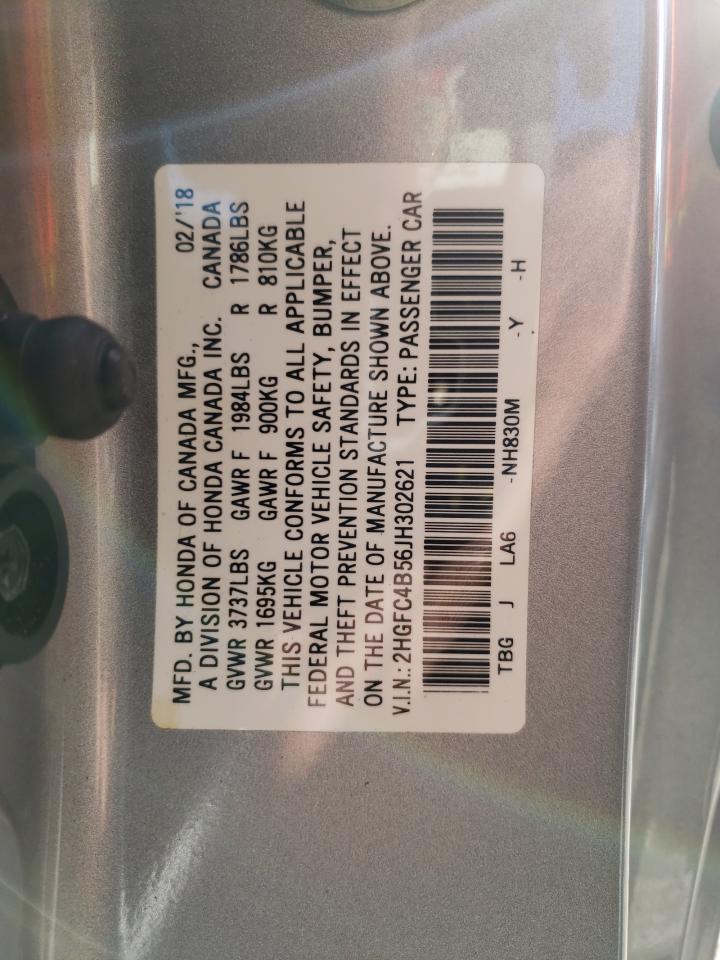 MFD. BY HONDA OF CANADA MFG., 02/'18
A DIVISION OF HONDA CANADA INC. CANADA
GVWR 3737LBS GAWR F 1984LBS R 1786LBS
GVWR 1695KG GAWR F 900KG R 810KG
THIS VEHICLE CONFORMS TO ALL APPLICABLE
FEDERAL MOTOR VEHICLE SAFETY, BUMPER,
AND THEFT PREVENTION STANDARDS IN EFFECT
ON THE DATE OF MANUFACTURE SHOWN ABOVE.
V.I.N.: 2HGFC4B56JH302621 TYPE: PASSENGER CAR
TBG J LA6 -NH830M -Y -H